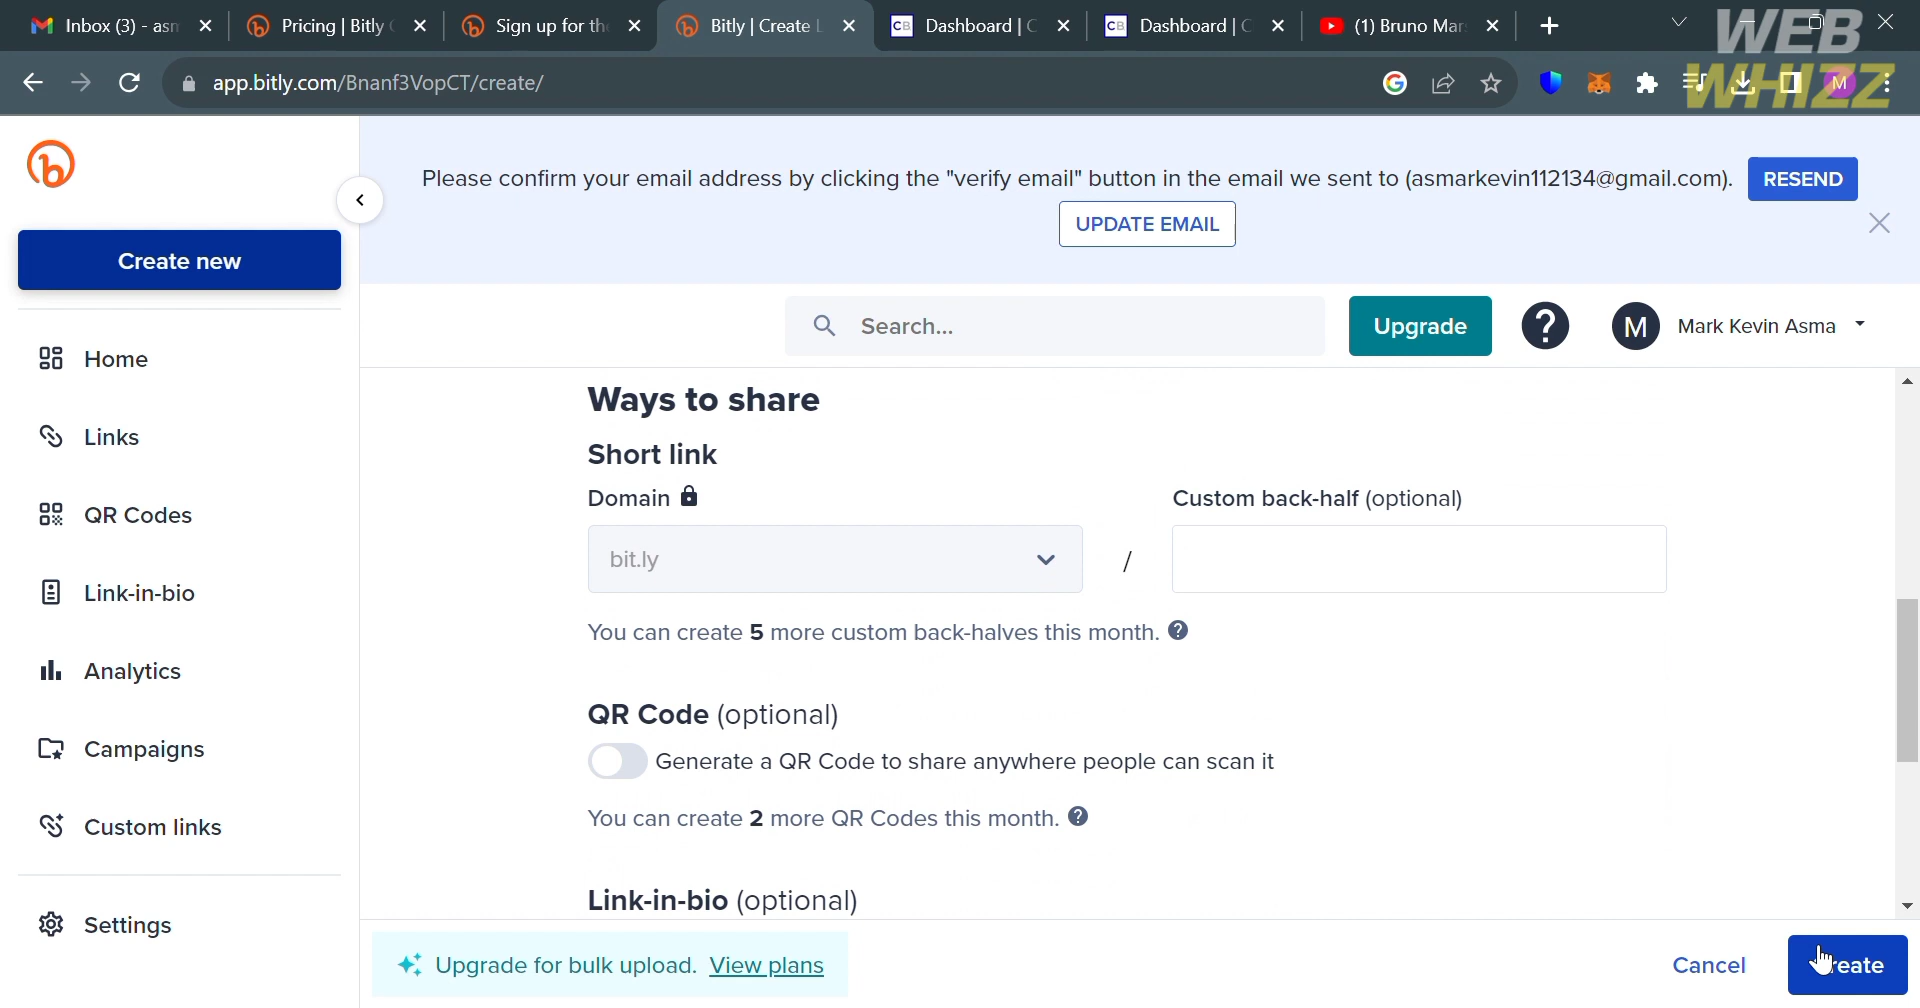 Inbox (3) - asm
Pricing | Bitly
Sign up for th
Bitly | Create L
Dashboard | C
Dashboard | C
(1) Bruno Mar
WEB
WHIZZ
app.bitly.com/Bnanf3VopCT/create/
M
Please confirm your email address by clicking the "verify email" button in the email we sent to (asmarkevin112134@gmail.com).
RESEND
UPDATE EMAIL
Create new
Search...
Upgrade
M
Mark Kevin Asma
Home
Links
QR Codes
Link-in-bio
Analytics
Campaigns
Custom links
Settings
Ways to share
Short link
Domain
Custom back-half (optional)
bit.ly
/
You can create 5 more custom back-halves this month.
QR Code (optional)
Generate a QR Code to share anywhere people can scan it
You can create 2 more QR Codes this month.
Link-in-bio (optional)
Upgrade for bulk upload. View plans
Cancel
reate